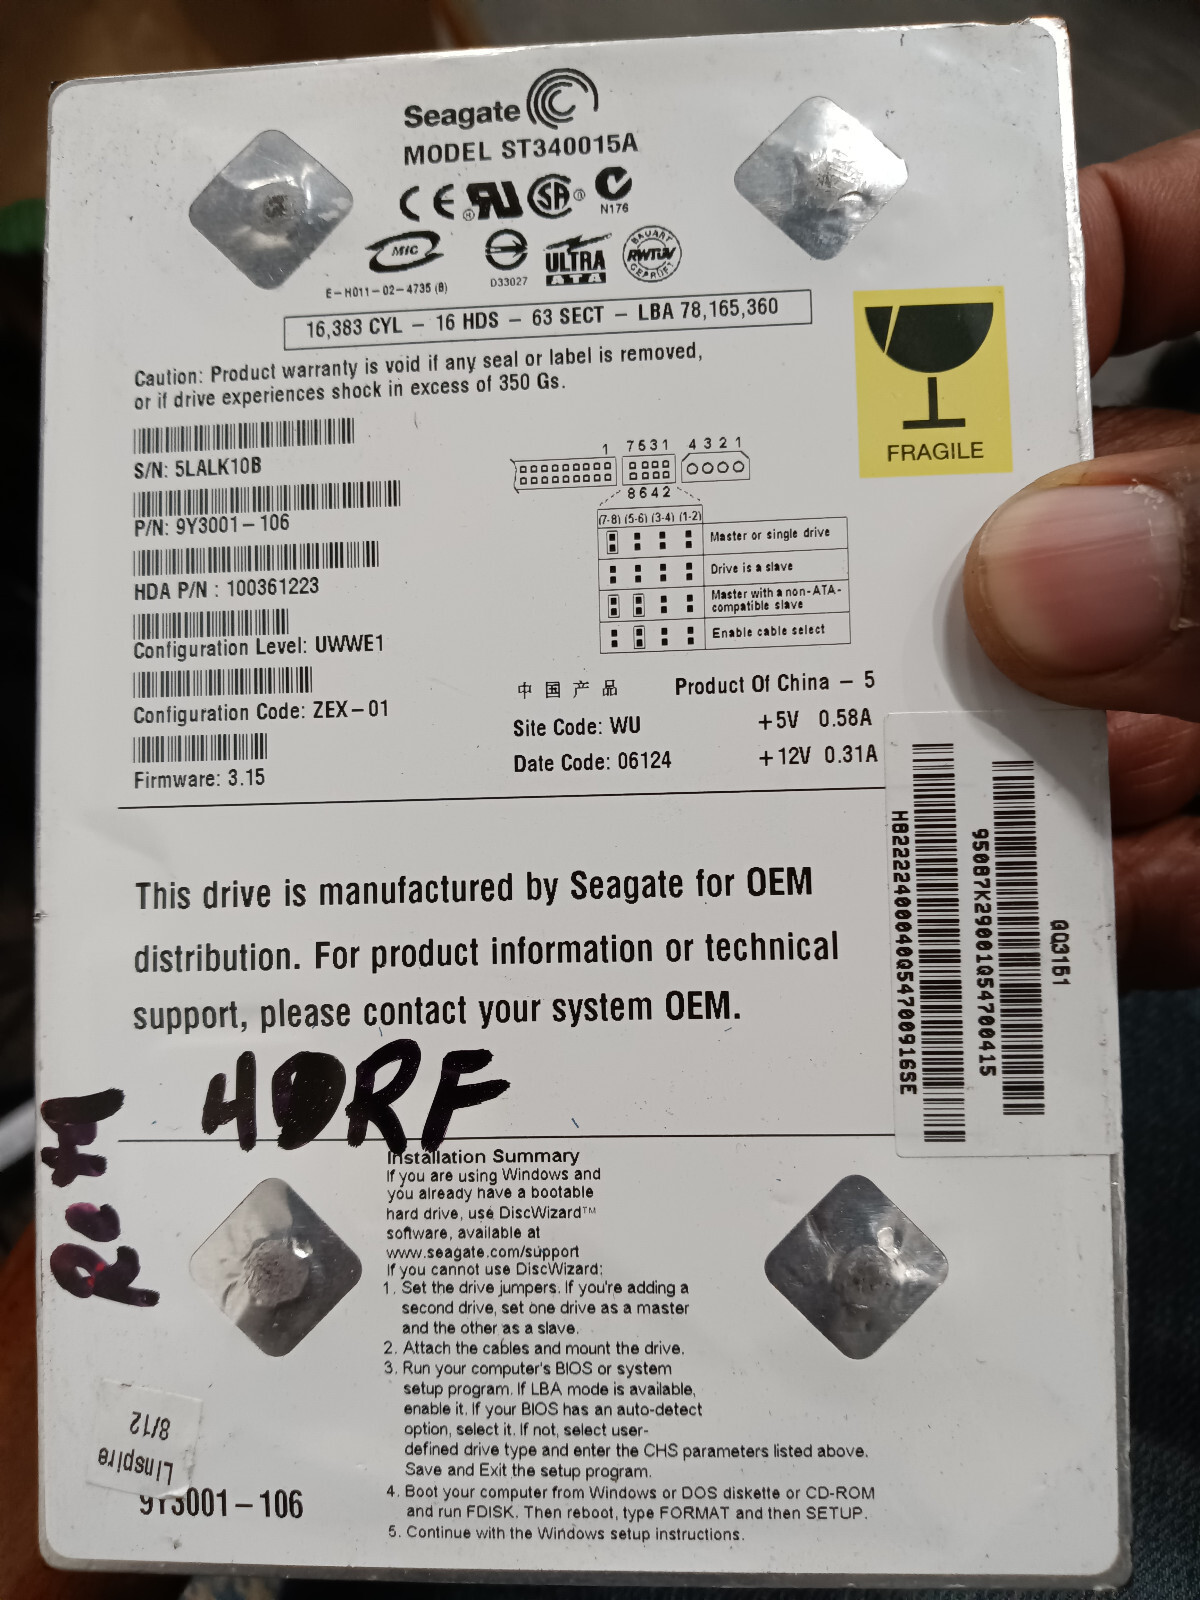 Seagate
MODEL ST340015A
CE ® SA ®
N176
MIC
E-H011-02-4735 (B)
D33027
ULTRA
ATA
BAUART
RWTÜV
GEPRÜFT
16,383 CYL - 16 HDS - 63 SECT - LBA 78,165,360
Caution: Product warranty is void if any seal or label is removed,
or if drive experiences shock in excess of 350 Gs.
FRAGILE
S/N: 5LALK10B
P/N: 9Y3001-106
HDA P/N : 100361223
Configuration Level: UWWE1
Configuration Code: ZEX-01
Firmware: 3.15
1 7531 4321
8642
(7-8) (5-6) (3-4) (1-2)
Master or single drive
Drive is a slave
Master with a non-ATA-
compatible slave
Enable cable select
中国产品 Product Of China - 5
Site Code: WU +5V 0.58A
Date Code: 06124 +12V 0.31A
This drive is manufactured by Seagate for OEM
distribution. For product information or technical
support, please contact your system OEM.
QQ3151
95087K29001Q54700415
HB22224000400Q54700916SE
Installation Summary
If you are using Windows and
you already have a bootable
hard drive, use DiscWizard™
software, available at
www.seagate.com/support
If you cannot use DiscWizard:
1. Set the drive jumpers. If you're adding a
second drive, set one drive as a master
and the other as a slave.
2. Attach the cables and mount the drive.
3. Run your computer's BIOS or system
setup program. If LBA mode is available,
enable it. If your BIOS has an auto-detect
option, select it. If not, select user-
defined drive type and enter the CHS parameters listed above.
Save and Exit the setup program.
4. Boot your computer from Windows or DOS diskette or CD-ROM
and run FDISK. Then reboot, type FORMAT and then SETUP.
5. Continue with the Windows setup instructions.
Linspire
8/12
9Y3001-106